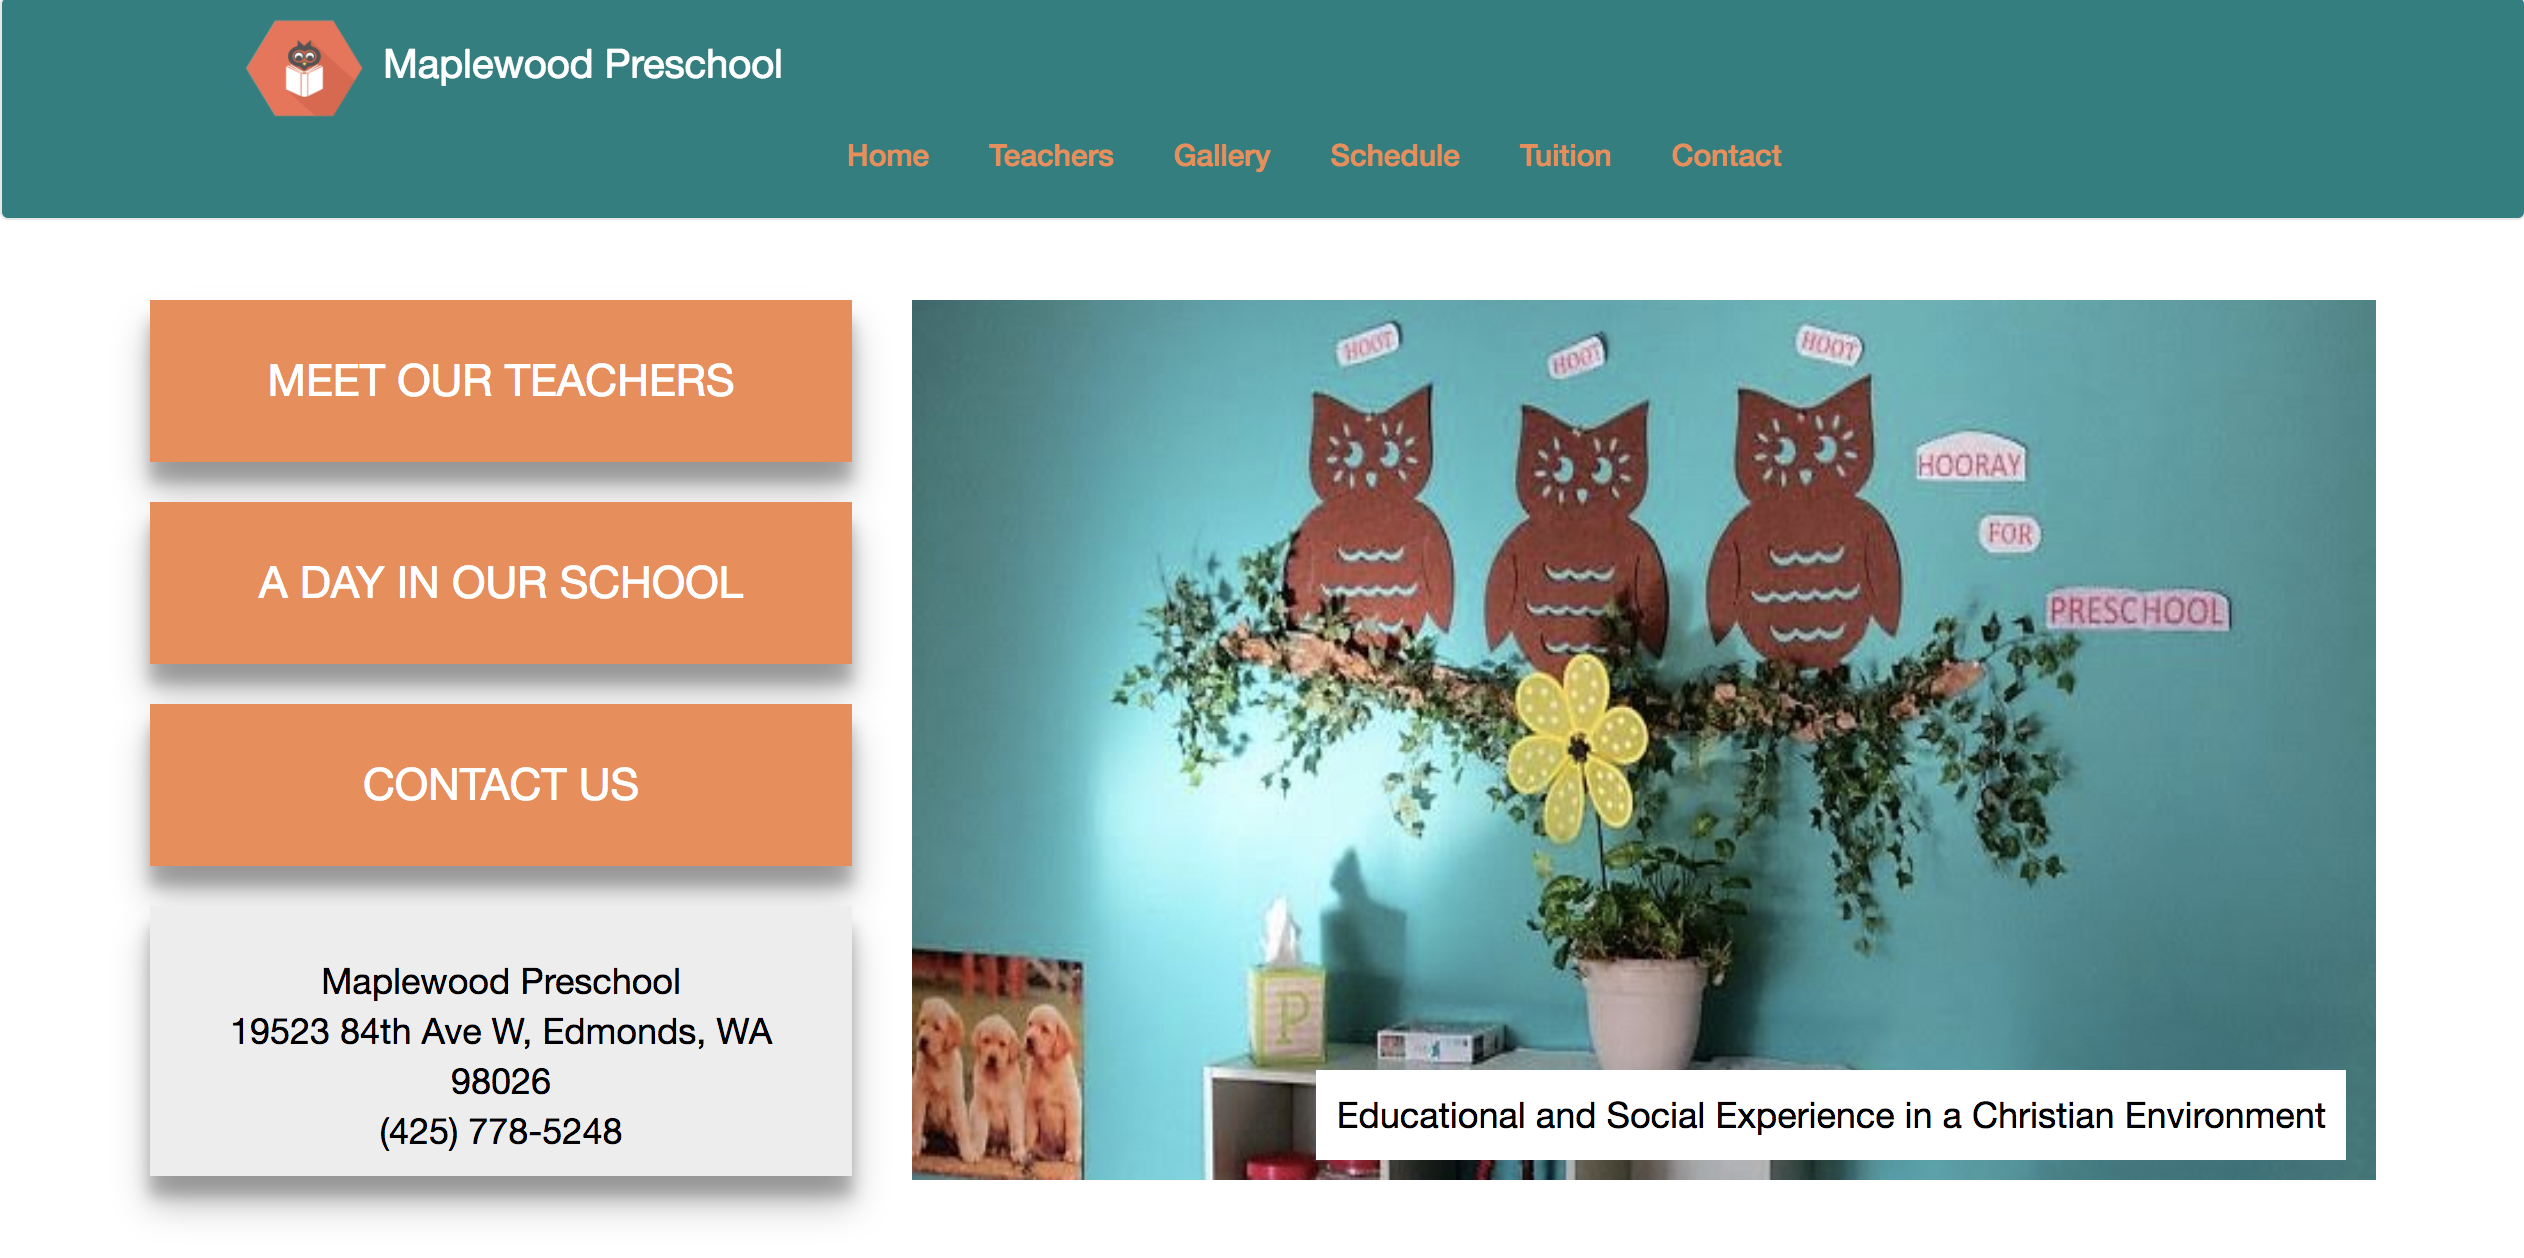 Maplewood Preschool
Home Teachers Gallery Schedule Tuition Contact
MEET OUR TEACHERS
A DAY IN OUR SCHOOL
CONTACT US
Maplewood Preschool
19523 84th Ave W, Edmonds, WA
98026
(425) 778-5248
HOOT
HOOT
HOOT
HOORAY
FOR
PRESCHOOL
P
Educational and Social Experience in a Christian Environment